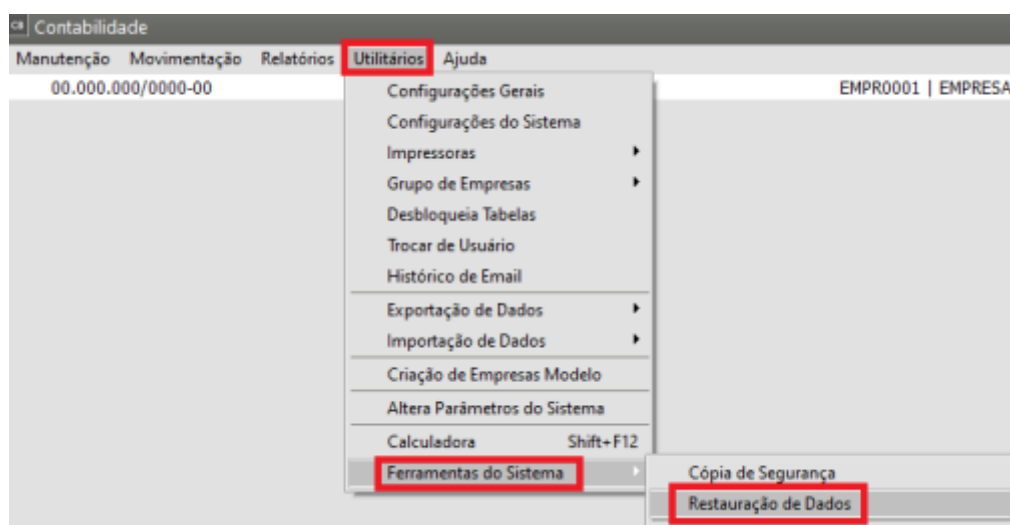 CB Contabilidade
Manutenção Movimentação Relatórios Utilitários Ajuda
00.000.000/0000-00 EMPR0001 | EMPRESA
Configurações Gerais
Configurações do Sistema
Impressoras
Grupo de Empresas
Desbloqueia Tabelas
Trocar de Usuário
Histórico de Email
Exportação de Dados
Importação de Dados
Criação de Empresas Modelo
Altera Parâmetros do Sistema
Calculadora Shift+F12
Ferramentas do Sistema
Cópia de Segurança
Restauração de Dados